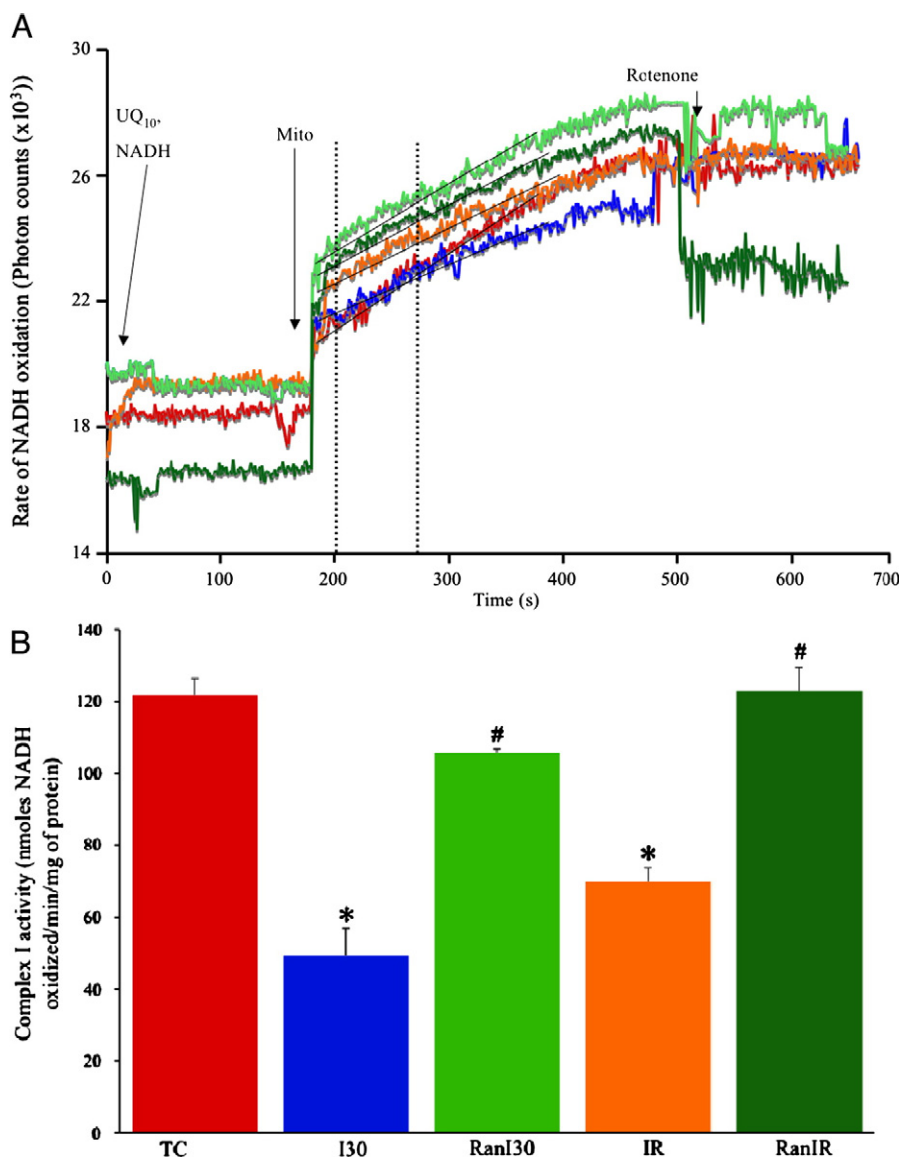 A
Rate of NADH oxidation (Photon counts (x10³))
30
26
22
18
14
UQ₁₀,
NADH
Mito
Rotenone
0 100 200 300 400 500 600 700
Time (s)
B
Complex I activity (nmoles NADH
oxidized/min/mg of protein)
140
120
100
80
60
40
20
0
*
#
*
#
TC I30 RanI30 IR RanIR